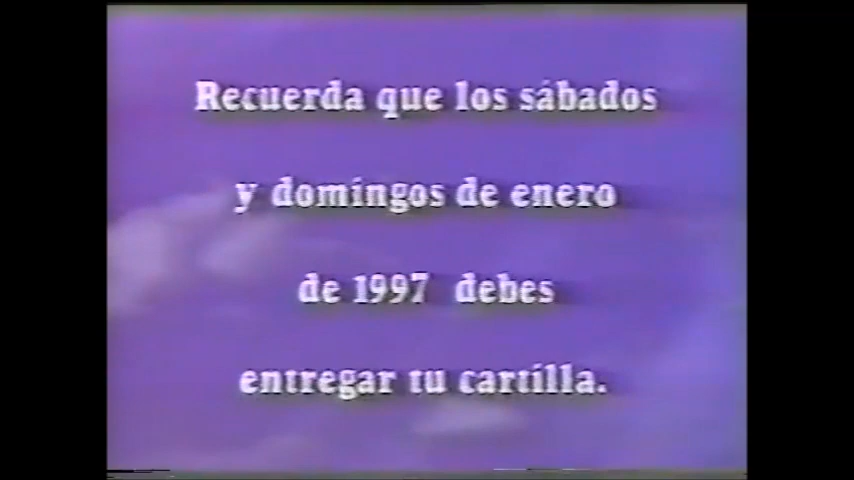 Recuerda que los sábados
y domingos de enero
de 1997 debes
entregar tu cartilla.